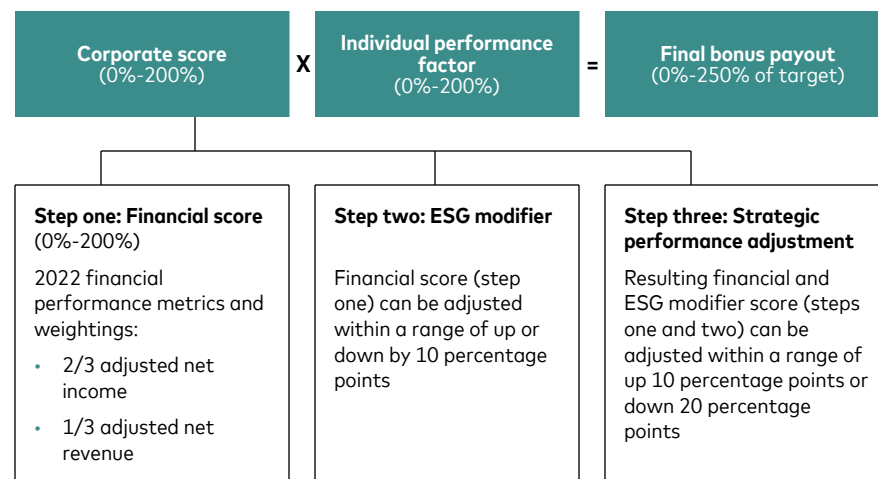 Corporate score
(0%-200%)
X
Individual performance
factor
(0%-200%)
=
Final bonus payout
(0%-250% of target)
Step one: Financial score
(0%-200%)
2022 financial
performance metrics and
weightings:
• 2/3 adjusted net
income
• 1/3 adjusted net
revenue
Step two: ESG modifier
Financial score (step
one) can be adjusted
within a range of up or
down by 10 percentage
points
Step three: Strategic
performance adjustment
Resulting financial and
ESG modifier score (steps
one and two) can be
adjusted within a range of
up 10 percentage points or
down 20 percentage
points